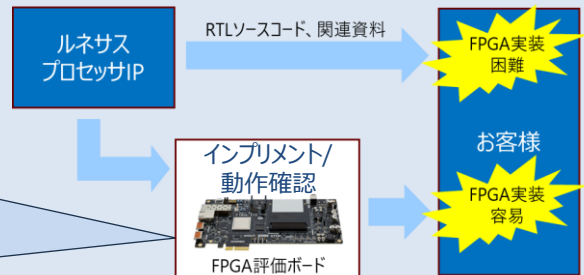 ルネサス
プロセッサIP
RTLソースコード、関連資料
FPGA実装
困難
お客様
インプリメント/
動作確認
FPGA評価ボード
FPGA実装
容易